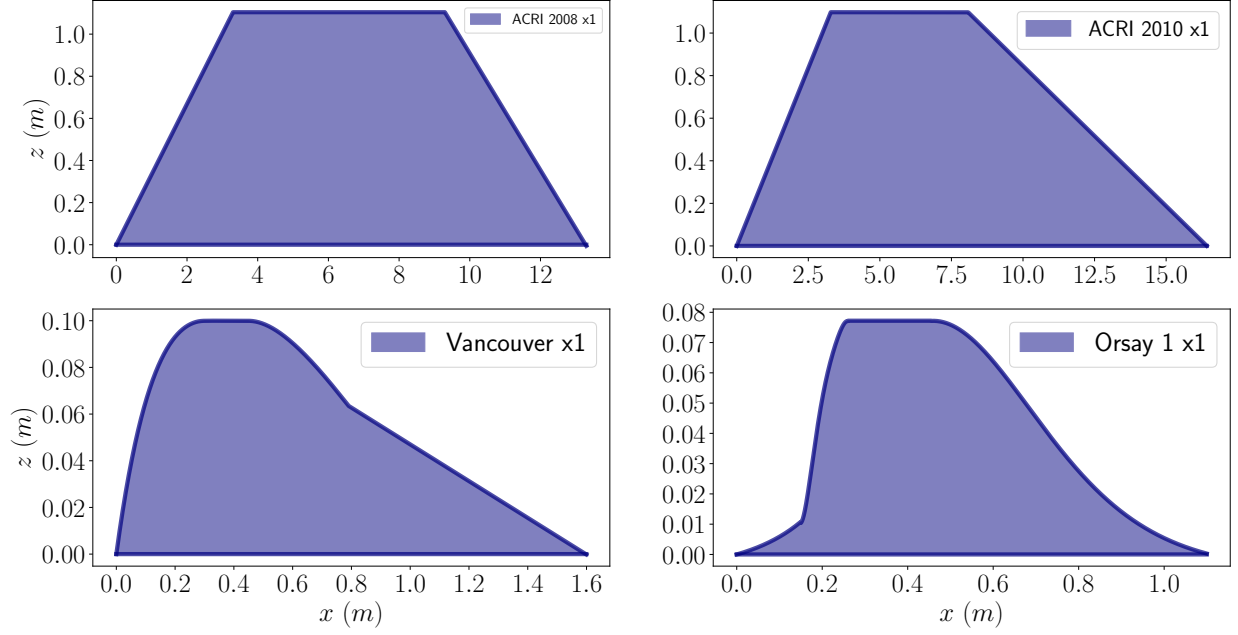 ACRI 2008 x1
z (m)
1.0
0.8
0.6
0.4
0.2
0.0
0 2 4 6 8 10 12
ACRI 2010 x1
z (m)
1.0
0.8
0.6
0.4
0.2
0.0
0.0 2.5 5.0 7.5 10.0 12.5 15.0
Vancouver x1
z (m)
0.10
0.08
0.06
0.04
0.02
0.00
0.0 0.2 0.4 0.6 0.8 1.0 1.2 1.4 1.6
x (m)
Orsay 1 x1
0.08
0.07
0.06
0.05
0.04
0.03
0.02
0.01
0.00
0.0 0.2 0.4 0.6 0.8 1.0
x (m)